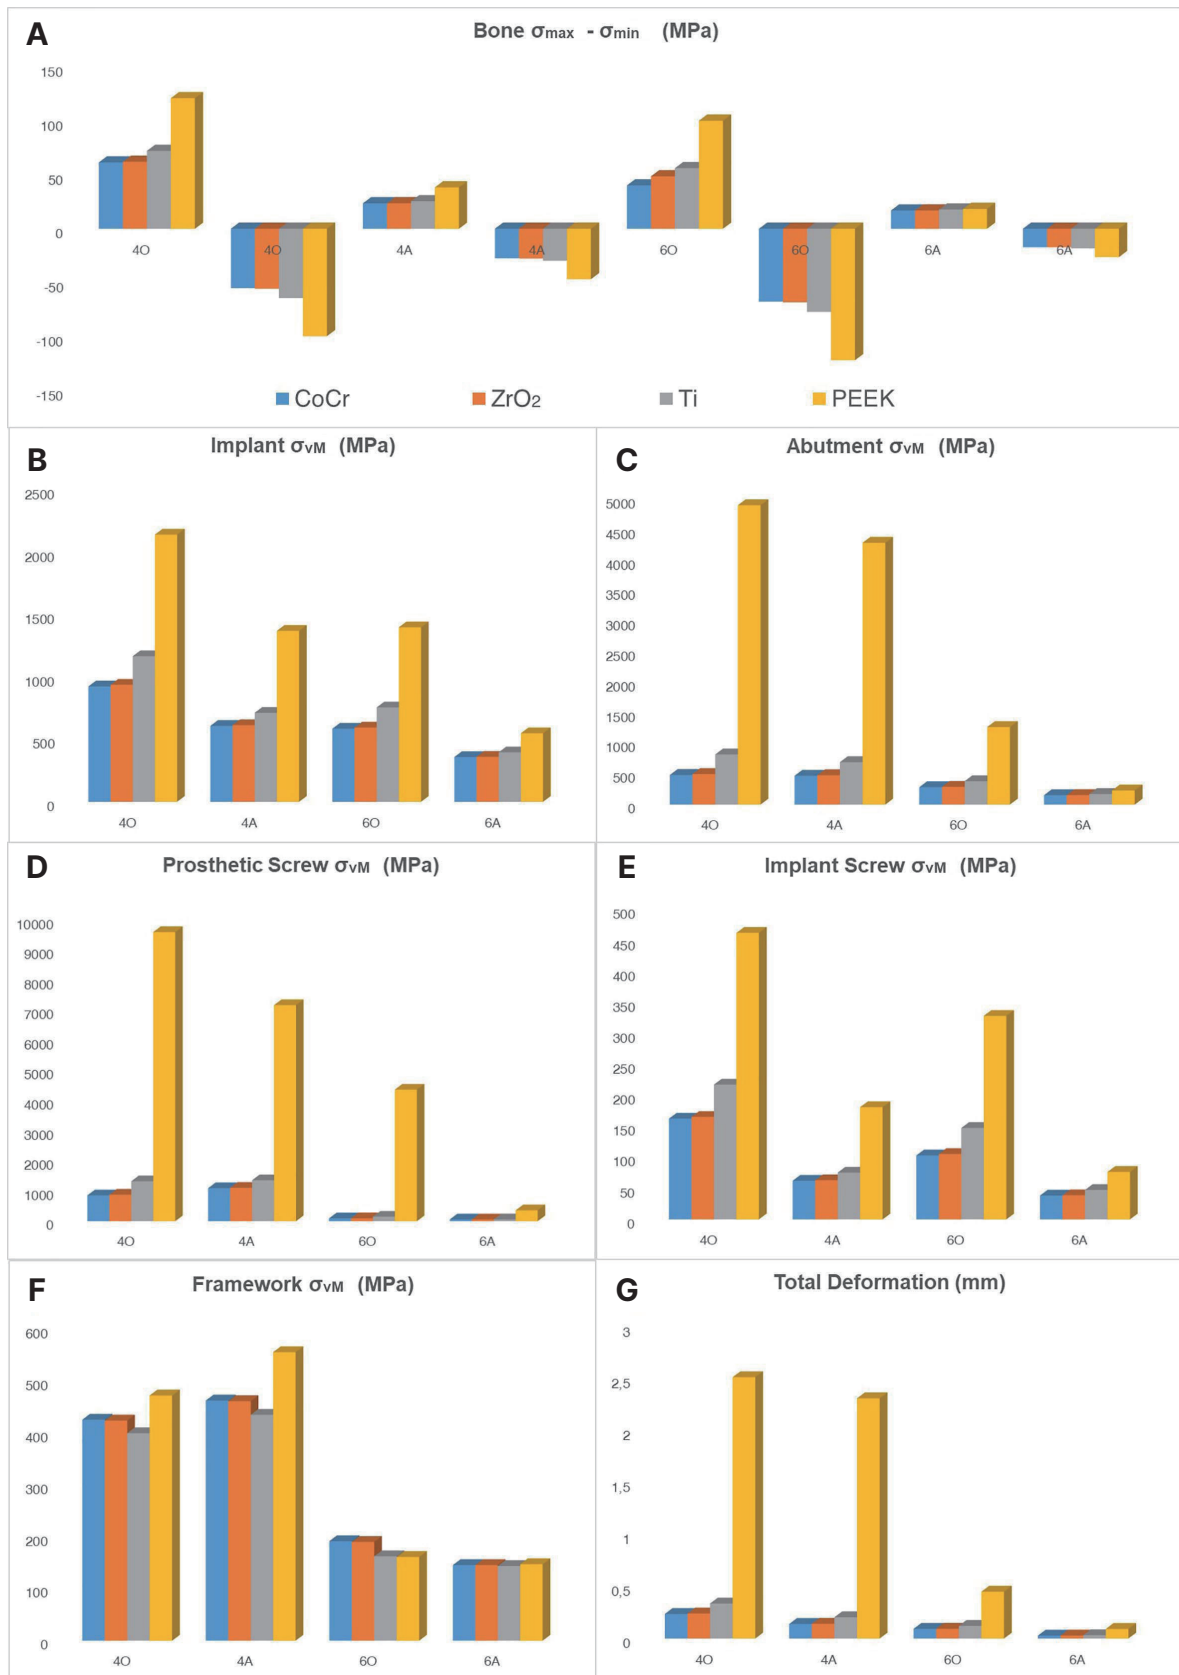 A
Bone σmax - σmin (MPa)
150
100
50
0
-50
-100
-150
4O
4O
4A
4A
6O
6O
6A
6A
CoCr
ZrO2
Ti
PEEK
B
Implant σvM (MPa)
2500
2000
1500
1000
500
0
4O
4A
6O
6A
C
Abutment σvM (MPa)
5000
4500
4000
3500
3000
2500
2000
1500
1000
500
0
4O
4A
6O
6A
D
Prosthetic Screw σvM (MPa)
10000
9000
8000
7000
6000
5000
4000
3000
2000
1000
0
4O
4A
6O
6A
E
Implant Screw σvM (MPa)
500
450
400
350
300
250
200
150
100
50
0
4O
4A
6O
6A
F
Framework σvM (MPa)
600
500
400
300
200
100
0
4O
4A
6O
6A
G
Total Deformation (mm)
3
2,5
2
1,5
1
0,5
0
4O
4A
6O
6A